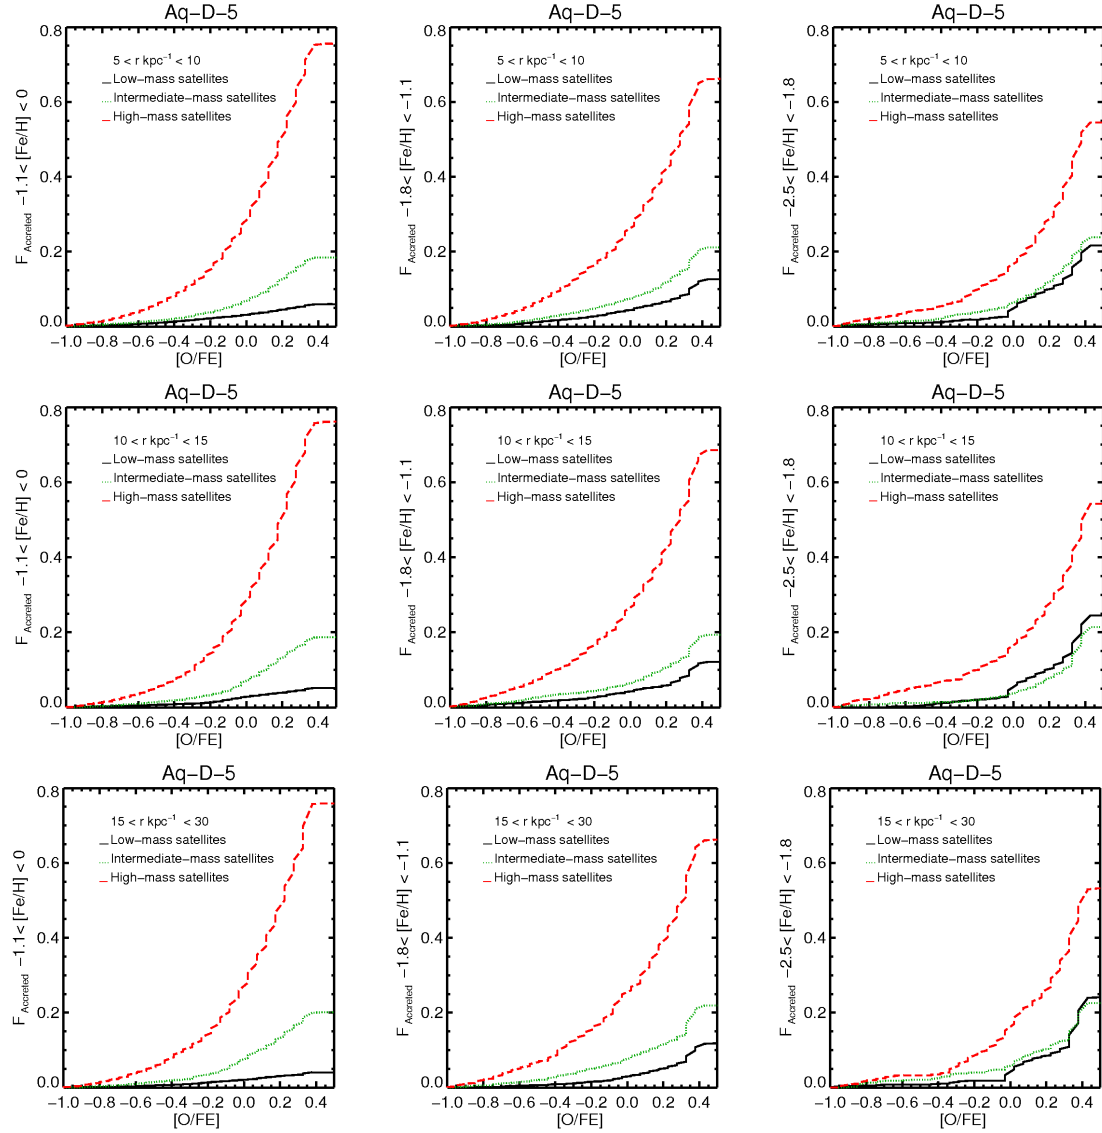 Aq−D−5
0.8
0.6
0.4
0.2
0.0
F Accreted −1.1< [Fe/H] < 0
5 < r kpc⁻¹ < 10
Low−mass satellites
Intermediate−mass satellites
High−mass satellites
−1.0 −0.8 −0.6 −0.4 −0.2 0.0 0.2 0.4
[O/FE]
Aq−D−5
0.8
0.6
0.4
0.2
0.0
F Accreted −1.8< [Fe/H] < −1.1
5 < r kpc⁻¹ < 10
Low−mass satellites
Intermediate−mass satellites
High−mass satellites
−1.0 −0.8 −0.6 −0.4 −0.2 0.0 0.2 0.4
[O/FE]
Aq−D−5
0.8
0.6
0.4
0.2
0.0
F Accreted −2.5< [Fe/H] < −1.8
5 < r kpc⁻¹ < 10
Low−mass satellites
Intermediate−mass satellites
High−mass satellites
−1.0 −0.8 −0.6 −0.4 −0.2 0.0 0.2 0.4
[O/FE]
Aq−D−5
0.8
0.6
0.4
0.2
0.0
F Accreted −1.1< [Fe/H] < 0
10 < r kpc⁻¹ < 15
Low−mass satellites
Intermediate−mass satellites
High−mass satellites
−1.0 −0.8 −0.6 −0.4 −0.2 0.0 0.2 0.4
[O/FE]
Aq−D−5
0.8
0.6
0.4
0.2
0.0
F Accreted −1.8< [Fe/H] < −1.1
10 < r kpc⁻¹ < 15
Low−mass satellites
Intermediate−mass satellites
High−mass satellites
−1.0 −0.8 −0.6 −0.4 −0.2 0.0 0.2 0.4
[O/FE]
Aq−D−5
0.8
0.6
0.4
0.2
0.0
F Accreted −2.5< [Fe/H] < −1.8
10 < r kpc⁻¹ < 15
Low−mass satellites
Intermediate−mass satellites
High−mass satellites
−1.0 −0.8 −0.6 −0.4 −0.2 0.0 0.2 0.4
[O/FE]
Aq−D−5
0.8
0.6
0.4
0.2
0.0
F Accreted −1.1< [Fe/H] < 0
15 < r kpc⁻¹ < 30
Low−mass satellites
Intermediate−mass satellites
High−mass satellites
−1.0 −0.8 −0.6 −0.4 −0.2 0.0 0.2 0.4
[O/FE]
Aq−D−5
0.8
0.6
0.4
0.2
0.0
F Accreted −1.8< [Fe/H] < −1.1
15 < r kpc⁻¹ < 30
Low−mass satellites
Intermediate−mass satellites
High−mass satellites
−1.0 −0.8 −0.6 −0.4 −0.2 0.0 0.2 0.4
[O/FE]
Aq−D−5
0.8
0.6
0.4
0.2
0.0
F Accreted −2.5< [Fe/H] < −1.8
15 < r kpc⁻¹ < 30
Low−mass satellites
Intermediate−mass satellites
High−mass satellites
−1.0 −0.8 −0.6 −0.4 −0.2 0.0 0.2 0.4
[O/FE]